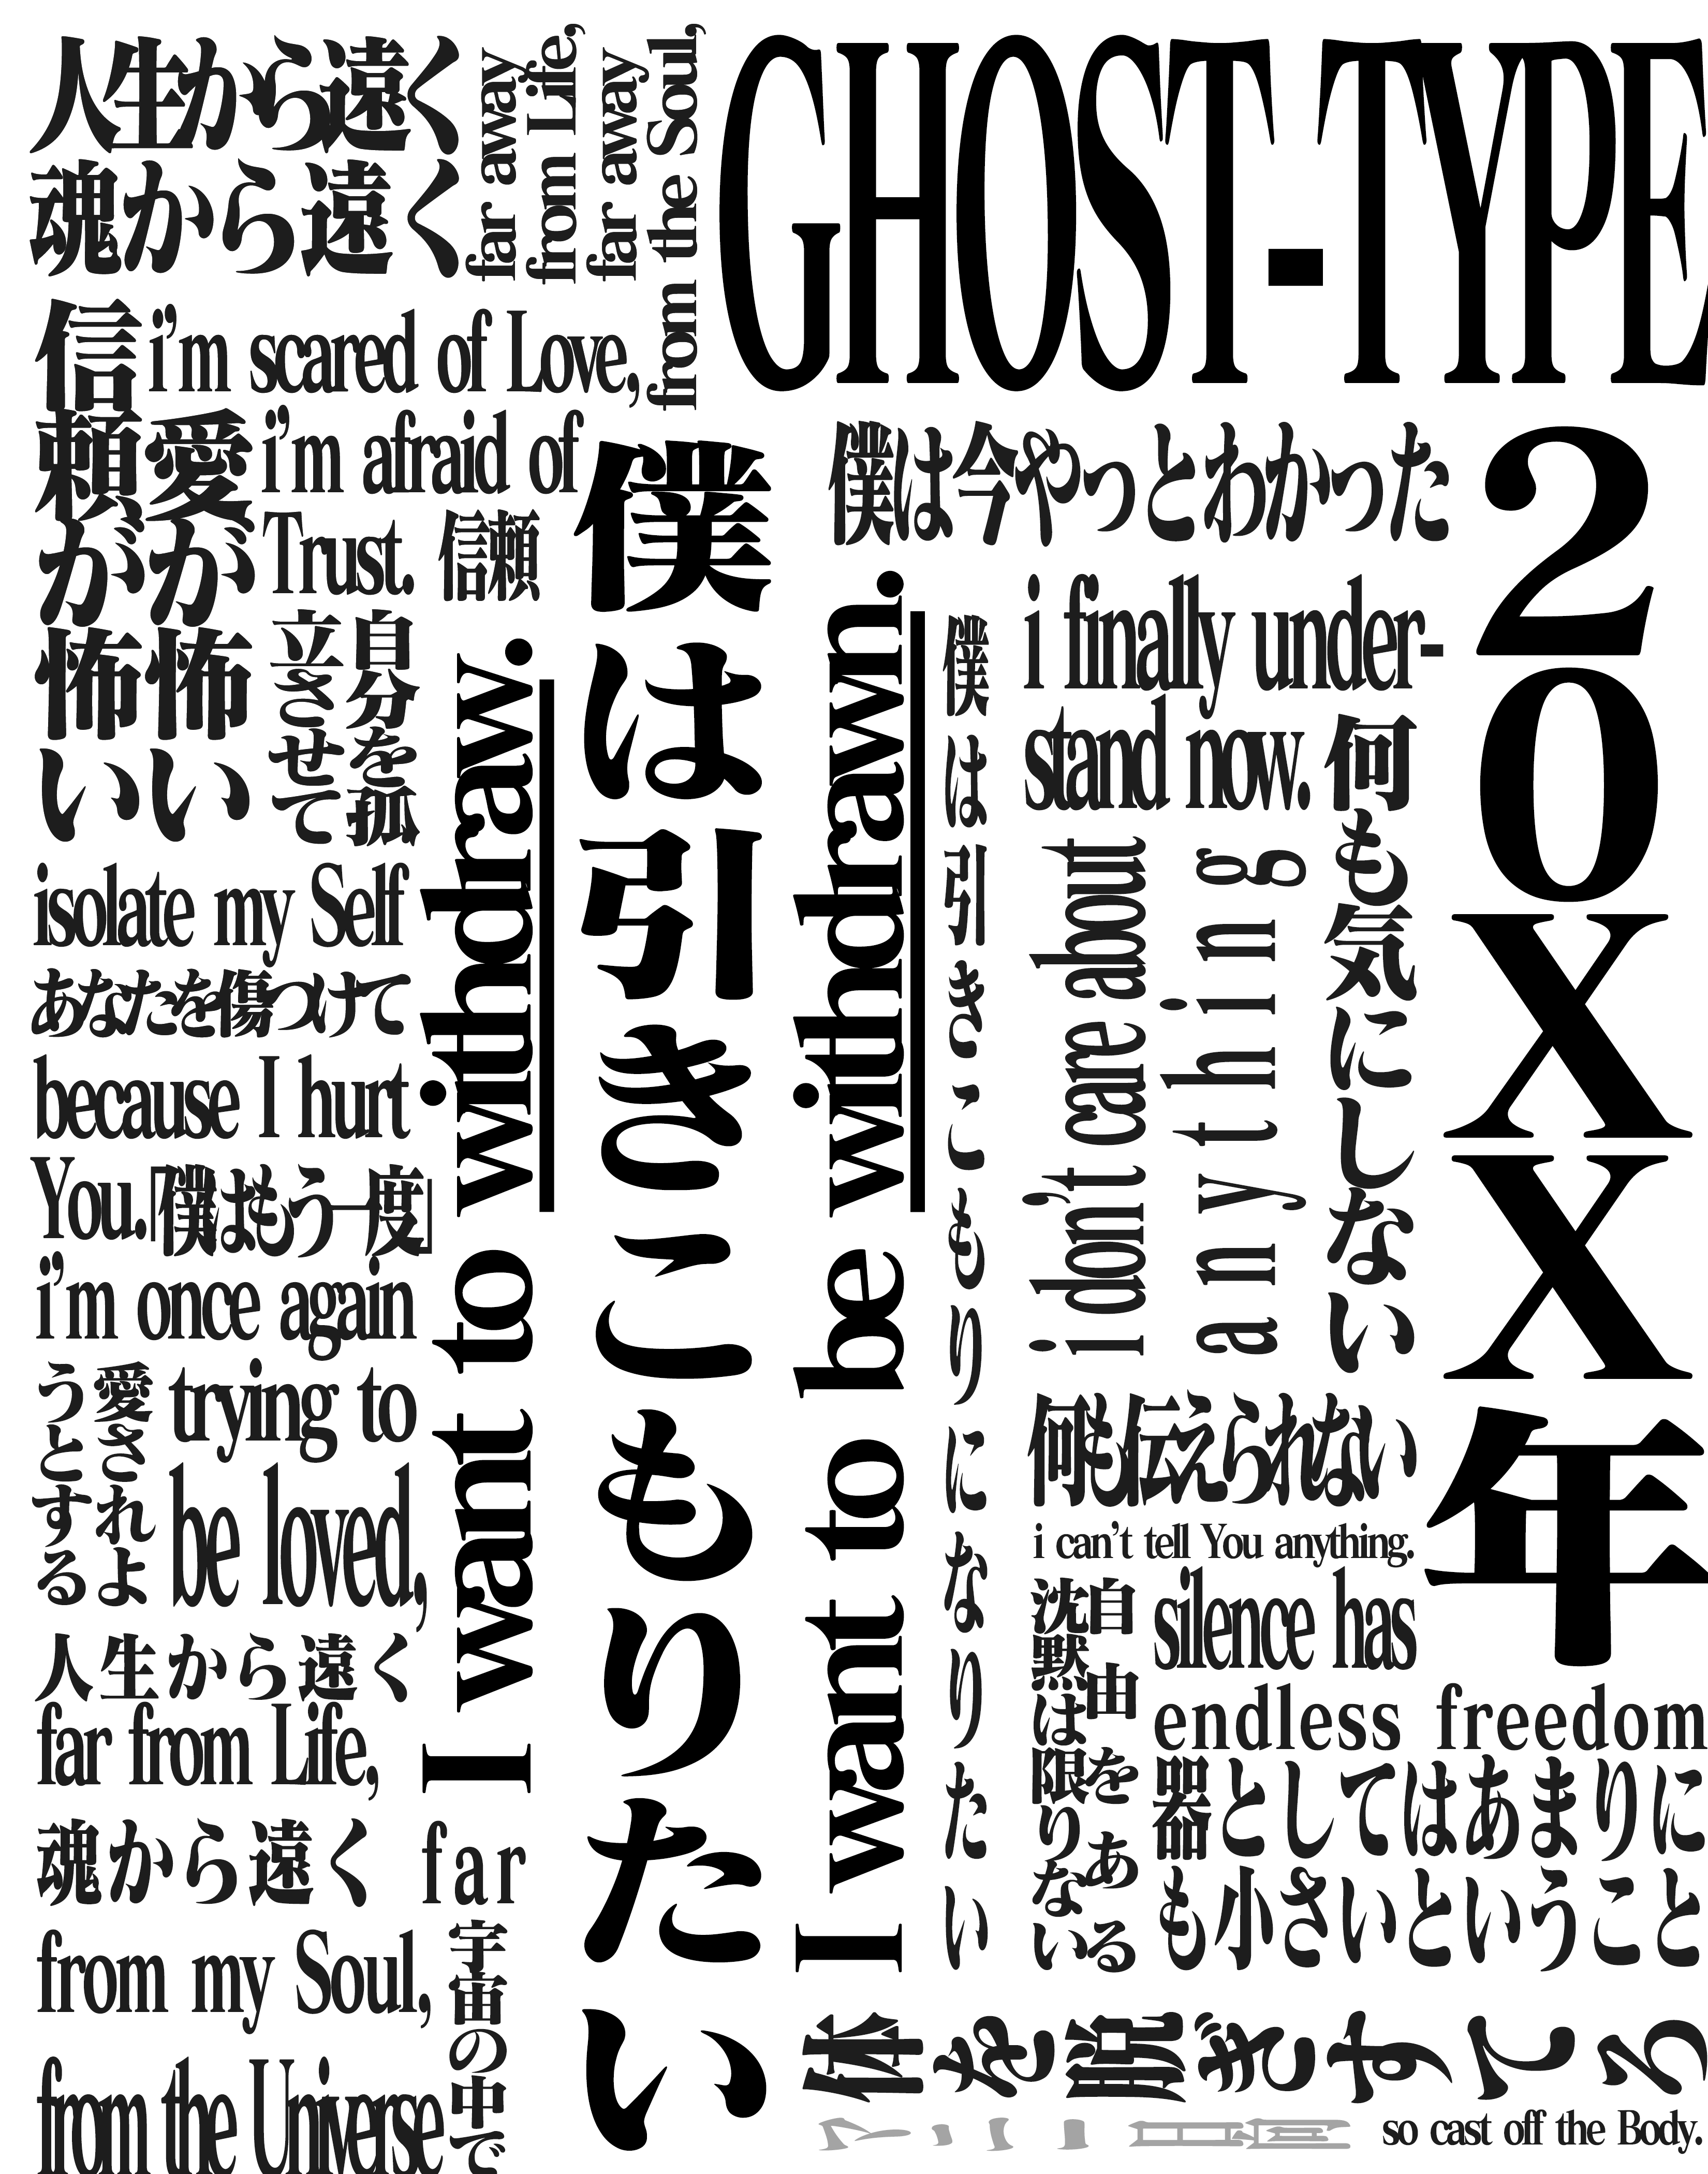 人生から遠く
魂から遠く
far away
from Life,
far away
from the Soul,
GHOST-TYPE
信頼が怖い
i'm scared of Love,
愛が怖い
i'm afraid of
Trust.
信頼
自分を孤
立させて
isolate my Self
あなたを傷つけて
because I hurt
You.
『僕はもう一度』
i'm once again
愛されよ
うとする
trying to
be loved,
人生から遠く
far from Life,
魂から遠く
far
from my Soul,
宇宙の中で
from the Universe
I want to withdraw.
僕は引きこもりたい
I want to be withdrawn.
僕は引きこもりになりたい
僕は今やっとわかった
i finally under-
stand now.
何も気にしない
i don't care about
anything
20XX年
何も伝えられない
i can't tell You anything.
自由をある
沈黙は限りない
silence has
endless freedom
器としてはあまりに
も小さいということ
体を脱ぎすてろ
so cast off the Body.